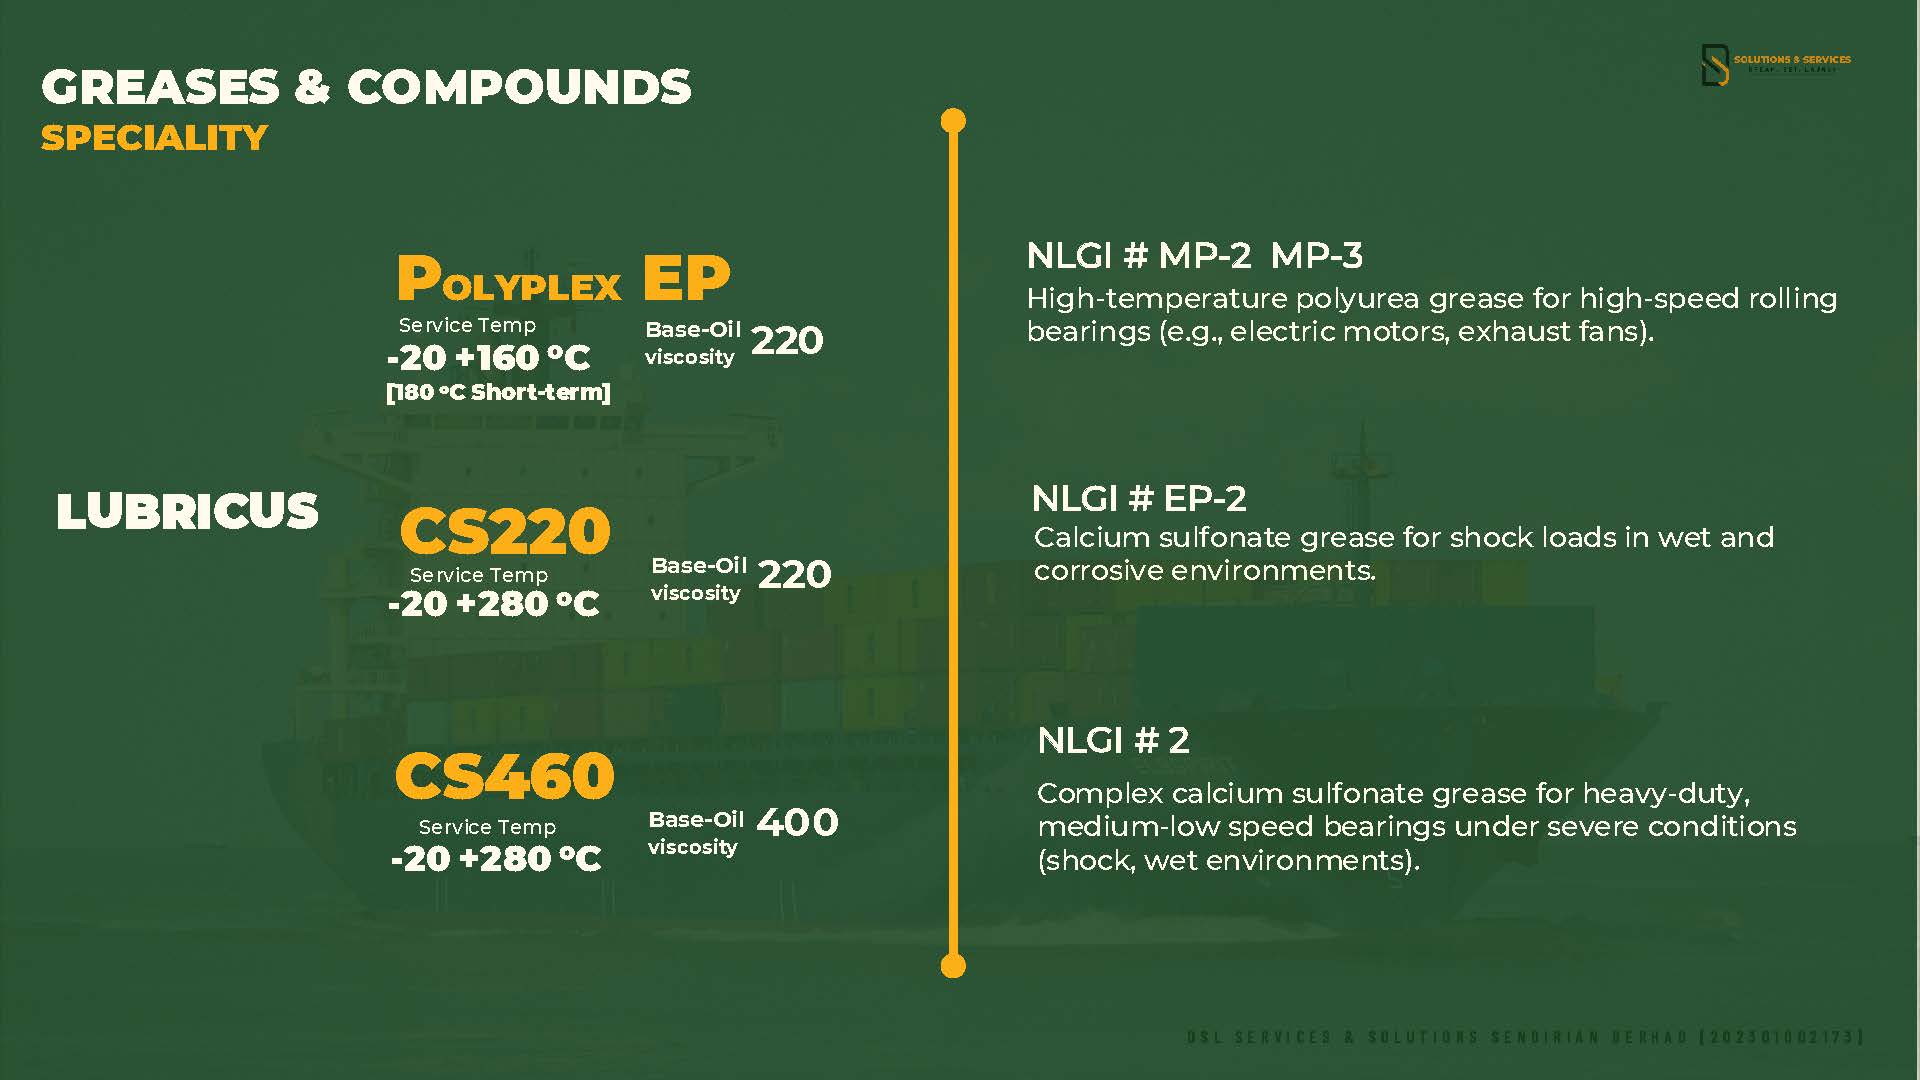 GREASES & COMPOUNDS
SPECIALITY
SOLUTIONS & SERVICES
POLYPLEX EP
Service Temp
-20 +160 ºC
[180 ºC Short-term]
Base-Oil
viscosity
220
NLGI # MP-2 MP-3
High-temperature polyurea grease for high-speed rolling
bearings (e.g., electric motors, exhaust fans).
LUBRICUS
CS220
Service Temp
-20 +280 ºC
Base-Oil
viscosity
220
NLGI # EP-2
Calcium sulfonate grease for shock loads in wet and
corrosive environments.
CS460
Service Temp
-20 +280 ºC
Base-Oil
viscosity
400
NLGI # 2
Complex calcium sulfonate grease for heavy-duty,
medium-low speed bearings under severe conditions
(shock, wet environments).
DSL SERVICES & SOLUTIONS SENDIRIAN BERHAD [202301002173]